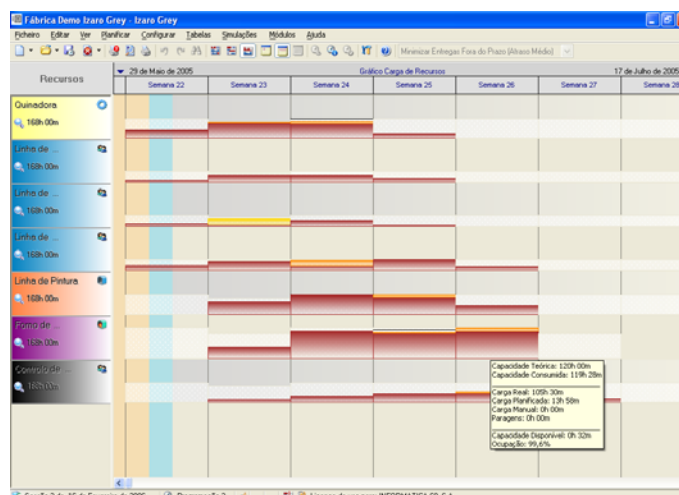 Fábrica Demo Izaro Grey - Izaro Grey
Ficheiro Editar Ver Planificar Configurar Tabelas Simulações Módulos Ajuda
Minimizar Entregas Fora do Prazo (Atraso Médio)
Recursos
29 de Maio de 2005 Gráfico Carga de Recursos 17 de Julho de 2005
Semana 22 Semana 23 Semana 24 Semana 25 Semana 26 Semana 27 Semana 28
Quinadora
168h 00m
Linha de ...
168h 00m
Linha de ...
168h 00m
Linha de ...
168h 00m
Linha de Pintura
168h 00m
Forno de ...
168h 00m
Controlo de ...
168h 00m
Capacidade Teórica: 120h 00m
Capacidade Consumida: 119h 28m
Carga Real: 105h 30m
Carga Planificada: 13h 58m
Carga Manual: 0h 00m
Paragens: 0h 00m
Capacidade Disponível: 0h 32m
Ocupação: 99,6%